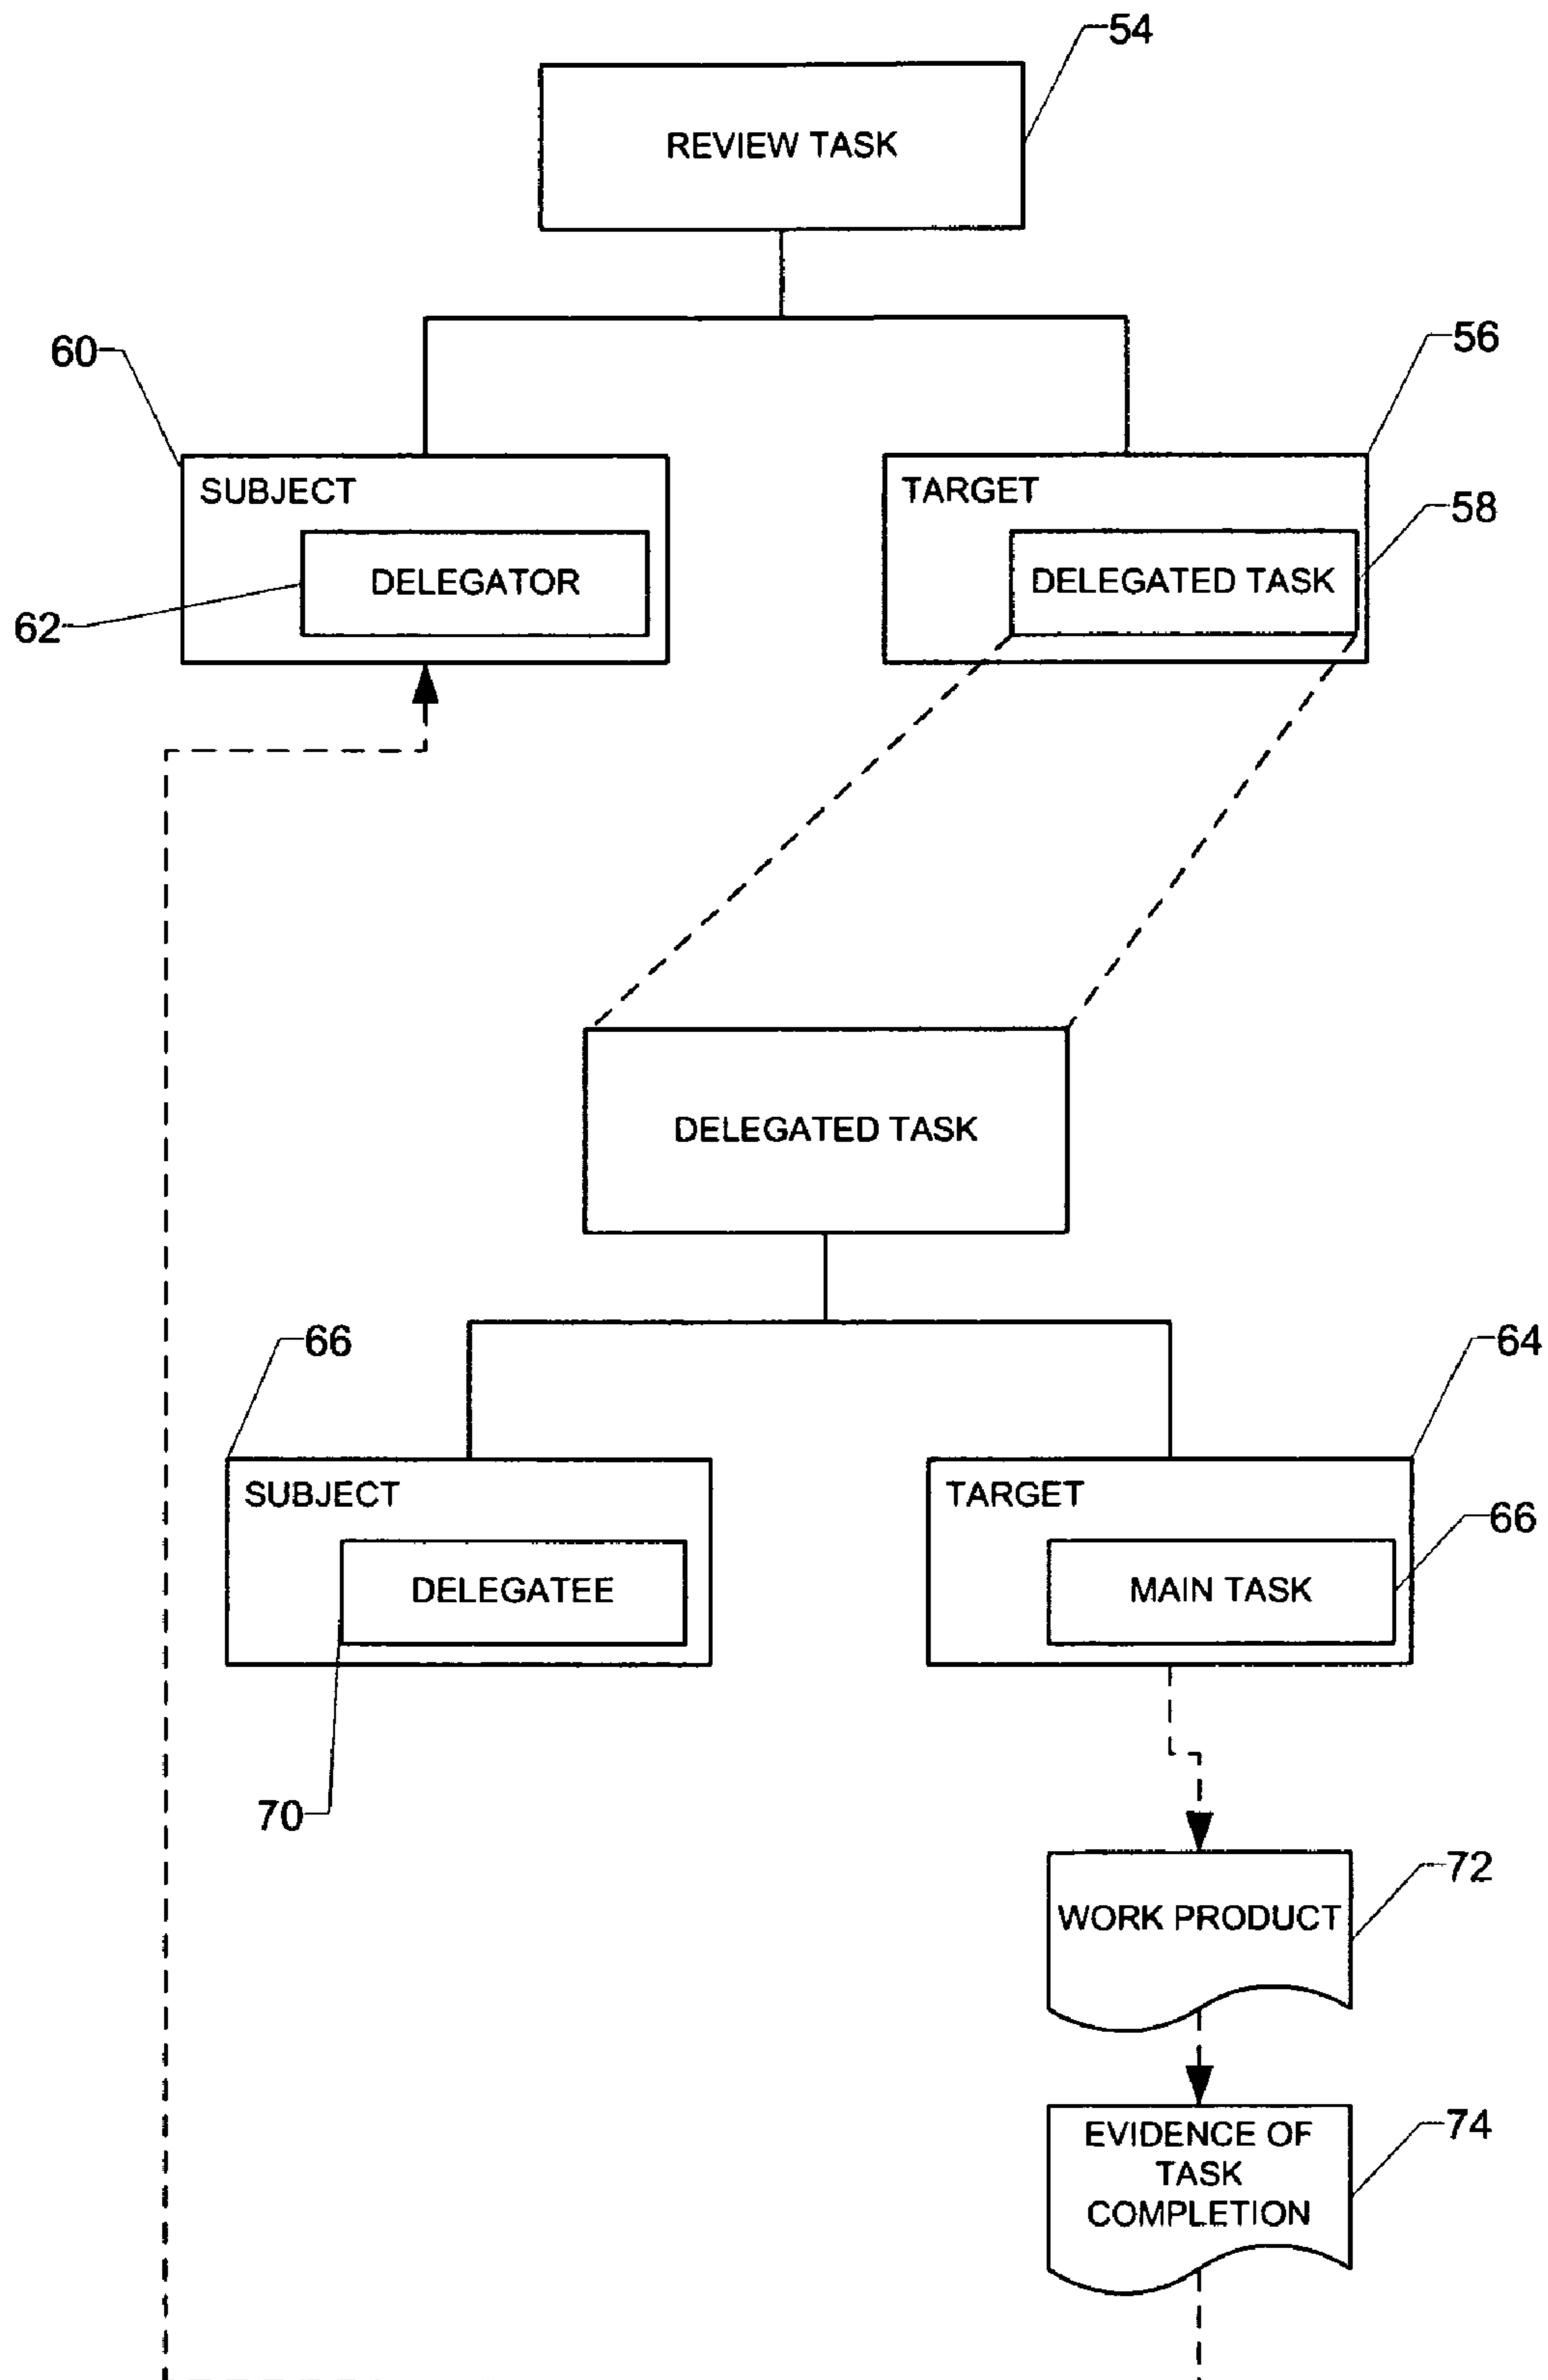 54
REVIEW TASK
60
56
SUBJECT
TARGET
58
DELEGATOR
DELEGATED TASK
62
DELEGATED TASK
66
64
SUBJECT
TARGET
66
DELEGATEE
MAIN TASK
70
72
WORK PRODUCT
74
EVIDENCE OF
TASK
COMPLETION